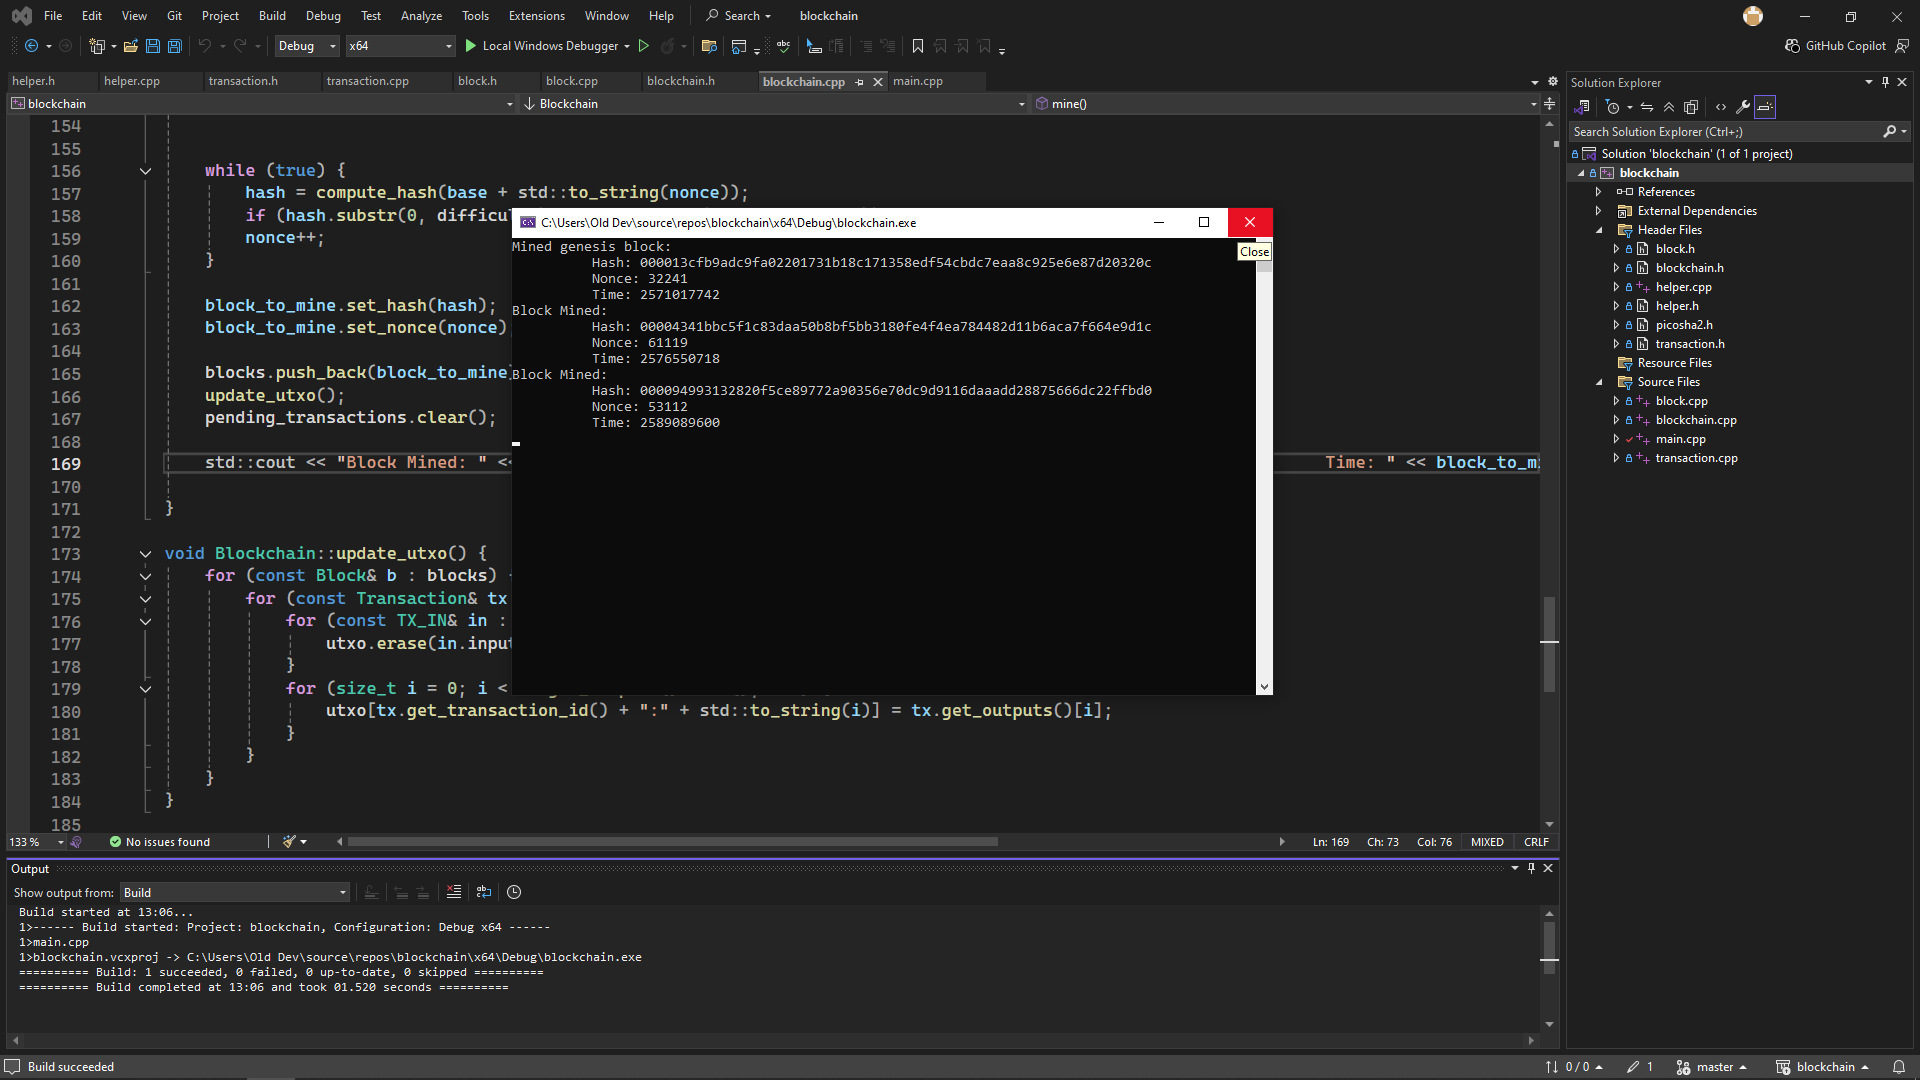 File Edit View Git Project Build Debug Test Analyze Tools Extensions Window Help Search blockchain
Debug x64 Local Windows Debugger GitHub Copilot
helper.h helper.cpp transaction.h transaction.cpp block.h block.cpp blockchain.h blockchain.cpp main.cpp
blockchain Blockchain mine()
154
155
156 while (true) {
157 hash = compute_hash(base + std::to_string(nonce));
158 if (hash.substr(0, difficu
159 nonce++;
160 }
161
162 block_to_mine.set_hash(hash);
163 block_to_mine.set_nonce(nonce)
164
165 blocks.push_back(block_to_mine)
166 update_utxo();
167 pending_transactions.clear();
168
169 std::cout << "Block Mined: " << Time: " << block_to_m
170
171 }
172
173 void Blockchain::update_utxo() {
174 for (const Block& b : blocks)
175 for (const Transaction& tx
176 for (const TX_IN& in :
177 utxo.erase(in.input
178 }
179 for (size_t i = 0; i <
180 utxo[tx.get_transaction_id() + ":" + std::to_string(i)] = tx.get_outputs()[i];
181 }
182 }
183 }
184 }
185
C:\Users\Old Dev\source\repos\blockchain\x64\Debug\blockchain.exe
Close
Mined genesis block:
Hash: 000013cfb9adc9fa02201731b18c171358edf54cbdc7eaa8c925e6e87d20320c
Nonce: 32241
Time: 2571017742
Block Mined:
Hash: 00004341bbc5f1c83daa50b8bf5bb3180fe4f4ea784482d11b6aca7f664e9d1c
Nonce: 61119
Time: 2576550718
Block Mined:
Hash: 000094993132820f5ce89772a90356e70dc9d9116daaadd28875666dc22ffbd0
Nonce: 53112
Time: 2589089600
133 % No issues found Ln: 169 Ch: 73 Col: 76 MIXED CRLF
Output
Show output from: Build
Build started at 13:06...
1>------ Build started: Project: blockchain, Configuration: Debug x64 ------
1>main.cpp
1>blockchain.vcxproj -> C:\Users\Old Dev\source\repos\blockchain\x64\Debug\blockchain.exe
========== Build: 1 succeeded, 0 failed, 0 up-to-date, 0 skipped ==========
========== Build completed at 13:06 and took 01.520 seconds ==========
Solution Explorer
Search Solution Explorer (Ctrl+;)
Solution 'blockchain' (1 of 1 project)
blockchain
References
External Dependencies
Header Files
block.h
blockchain.h
helper.cpp
helper.h
picosha2.h
transaction.h
Resource Files
Source Files
block.cpp
blockchain.cpp
main.cpp
transaction.cpp
Build succeeded 0 / 0 1 master blockchain